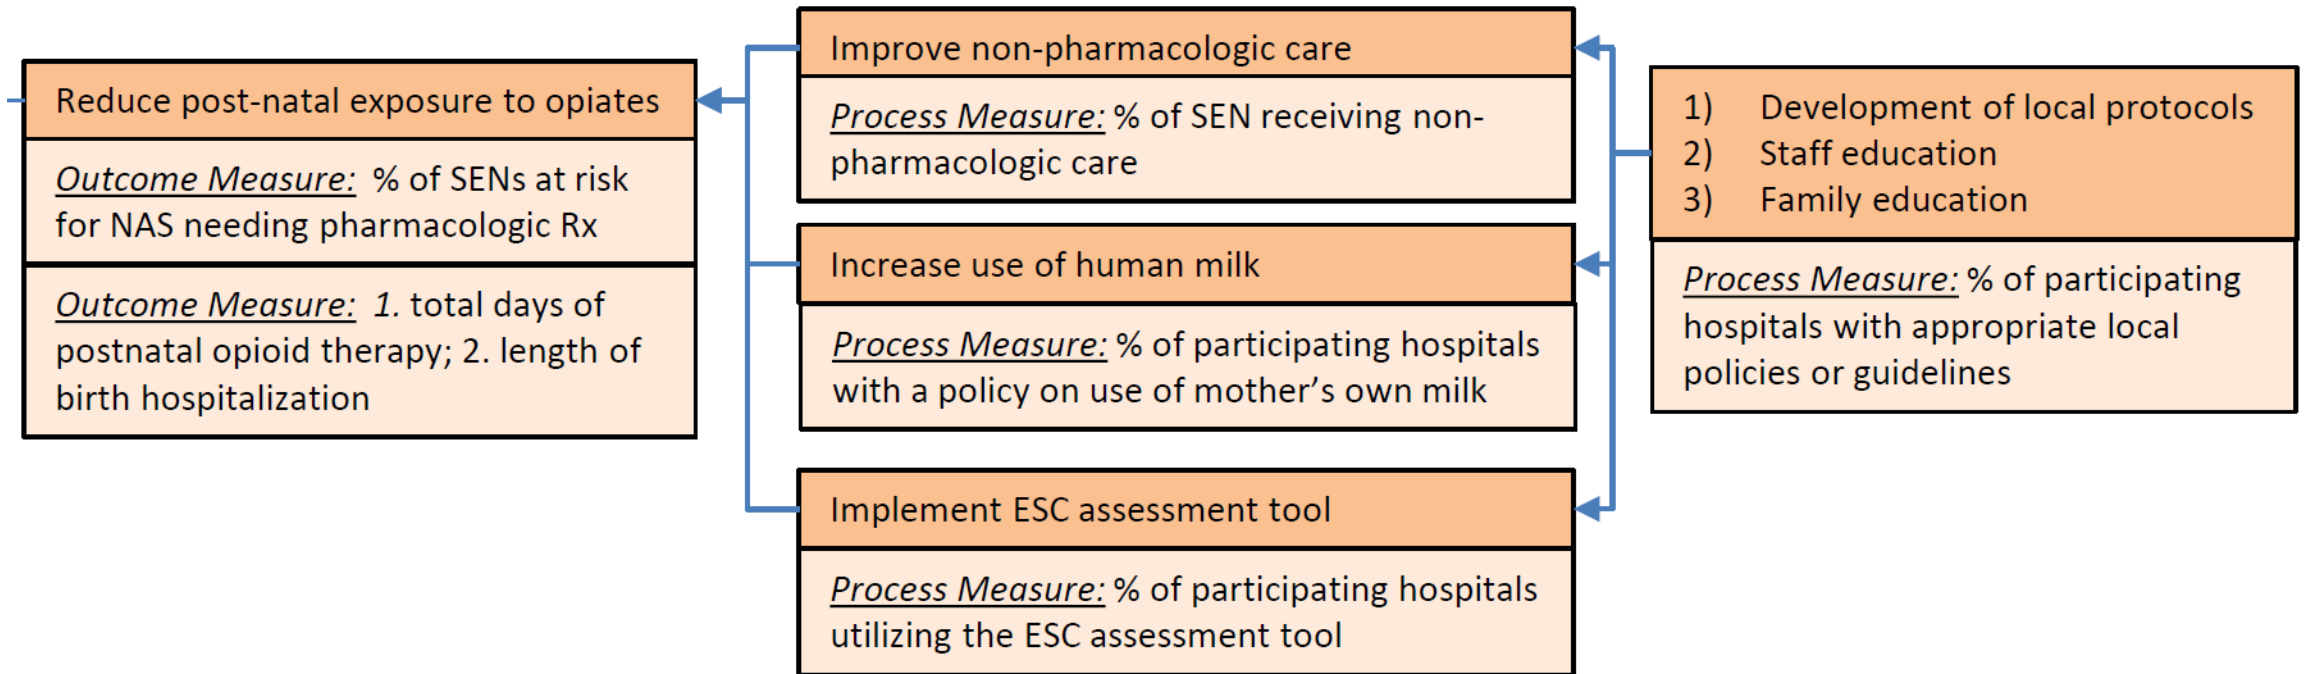 Reduce post-natal exposure to opiates
Outcome Measure: % of SENs at risk
for NAS needing pharmacologic Rx
Outcome Measure: 1. total days of
postnatal opioid therapy; 2. length of
birth hospitalization
Improve non-pharmacologic care
Process Measure: % of SEN receiving non-
pharmacologic care
Increase use of human milk
Process Measure: % of participating hospitals
with a policy on use of mother’s own milk
Implement ESC assessment tool
Process Measure: % of participating hospitals
utilizing the ESC assessment tool
1) Development of local protocols
2) Staff education
3) Family education
Process Measure: % of participating
hospitals with appropriate local
policies or guidelines